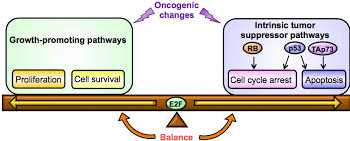 Oncogenic
changes
Growth-promoting pathways
Proliferation
Cell survival
Intrinsic tumor
suppressor pathways
RB
p53
TAp73
Cell cycle arrest
Apoptosis
E2F
Balance